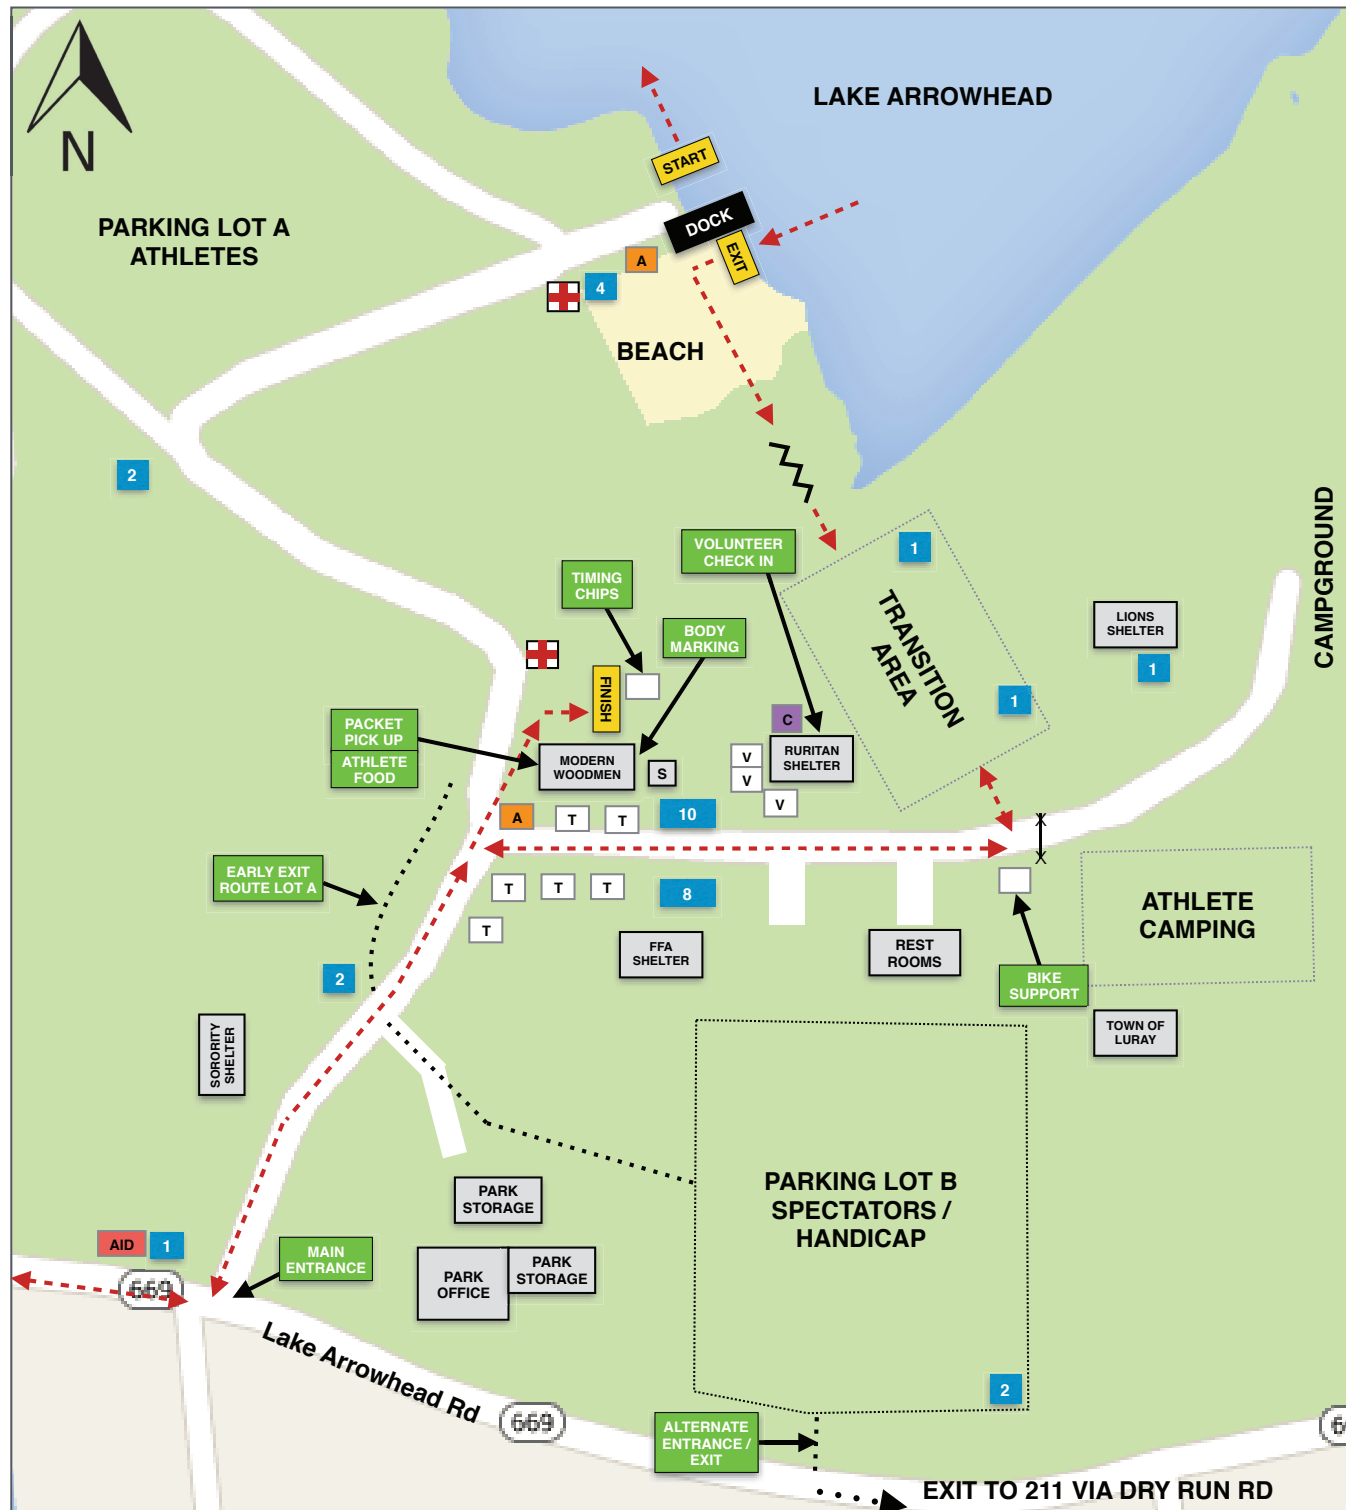 LAKE ARROWHEAD
N
START
DOCK
EXIT
PARKING LOT A
ATHLETES
A
4
BEACH
2
CAMPGROUND
VOLUNTEER
CHECK IN
1
TIMING
CHIPS
TRANSITION
AREA
LIONS
SHELTER
1
BODY
MARKING
FINISH
1
PACKET
PICK UP
ATHLETE
FOOD
C
MODERN
WOODMEN
S
V
V
V
RURITAN
SHELTER
A
T
T
10
X
X
EARLY EXIT
ROUTE LOT A
T
T
T
8
T
ATHLETE
CAMPING
FFA
SHELTER
REST
ROOMS
BIKE
SUPPORT
2
TOWN OF
LURAY
SORORITY
SHELTER
PARKING LOT B
SPECTATORS /
HANDICAP
PARK
STORAGE
AID
1
MAIN
ENTRANCE
PARK
OFFICE
PARK
STORAGE
669
Lake Arrowhead Rd
2
669
ALTERNATE
ENTRANCE /
EXIT
6
EXIT TO 211 VIA DRY RUN RD